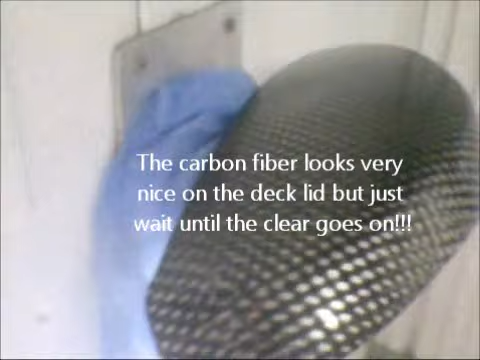 The carbon fiber looks very
nice on the deck lid but just
wait until the clear goes on!!!